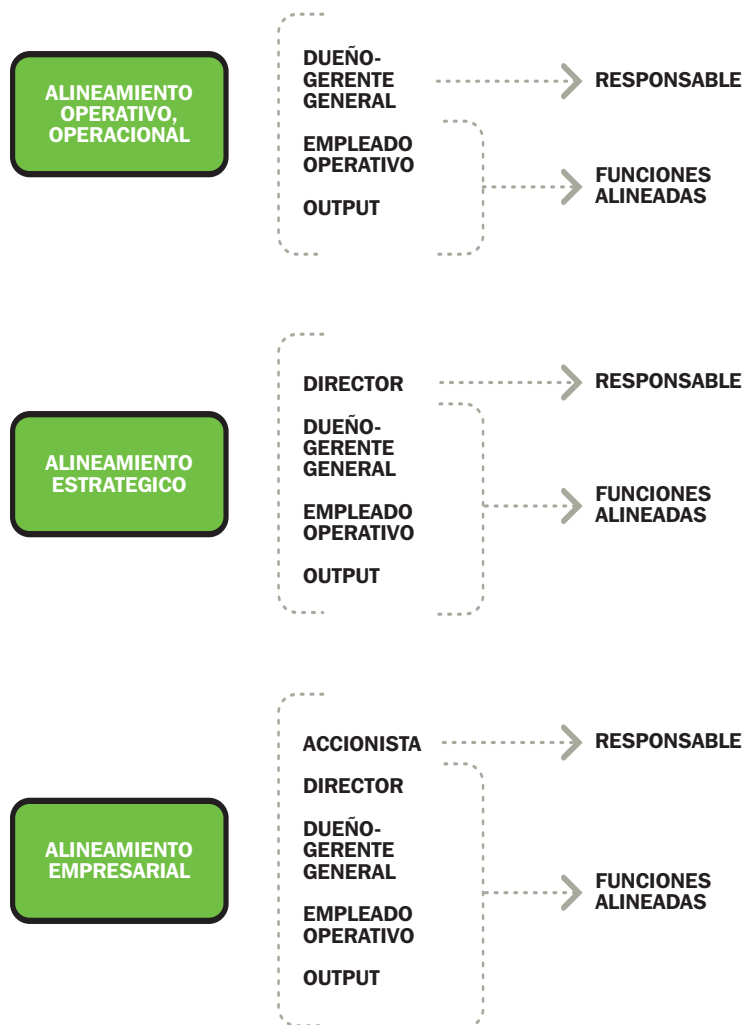 ALINEAMIENTO
OPERATIVO,
OPERACIONAL
DUEÑO-
GERENTE
GENERAL
RESPONSABLE
EMPLEADO
OPERATIVO
OUTPUT
FUNCIONES
ALINEADAS
ALINEAMIENTO
ESTRATEGICO
DIRECTOR
RESPONSABLE
DUEÑO-
GERENTE
GENERAL
EMPLEADO
OPERATIVO
OUTPUT
FUNCIONES
ALINEADAS
ALINEAMIENTO
EMPRESARIAL
ACCIONISTA
RESPONSABLE
DIRECTOR
DUEÑO-
GERENTE
GENERAL
EMPLEADO
OPERATIVO
OUTPUT
FUNCIONES
ALINEADAS